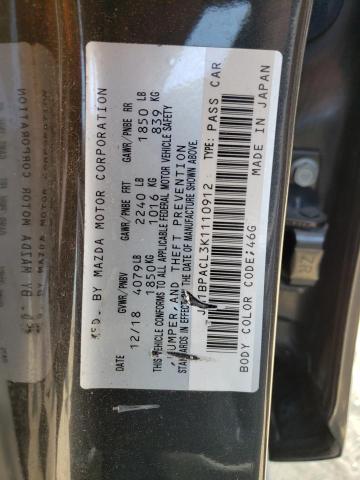 MFD. BY MAZDA MOTOR CORPORATION
DATE GVWR/PNBV GAWR/PNBE FRT GAWR/PNBE RR
12/18 4079LB 2240 LB 1850 LB
1850KG 1016 KG 839 KG
THIS VEHICLE CONFORMS TO ALL APPLICABLE FEDERAL MOTOR VEHICLE SAFETY
BUMPER, AND THEFT PREVENTION
STANDARDS IN EFFECT ON THE DATE OF MANUFACTURE SHOWN ABOVE.
BPACL3K1110912 TYPE: PASS CAR
BODY COLOR CODE:46G MADE IN JAPAN